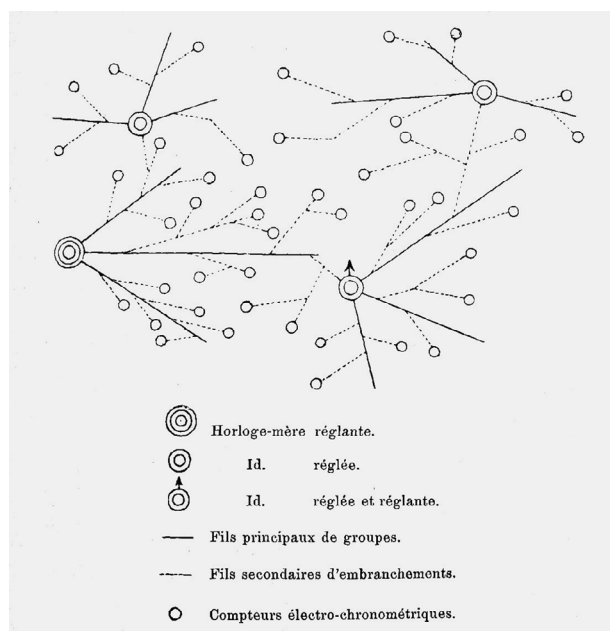 Horloge-mère réglante.
Id. réglée.
Id. réglée et réglante.
Fils principaux de groupes.
Fils secondaires d'embranchements.
Compteurs électro-chronométriques.